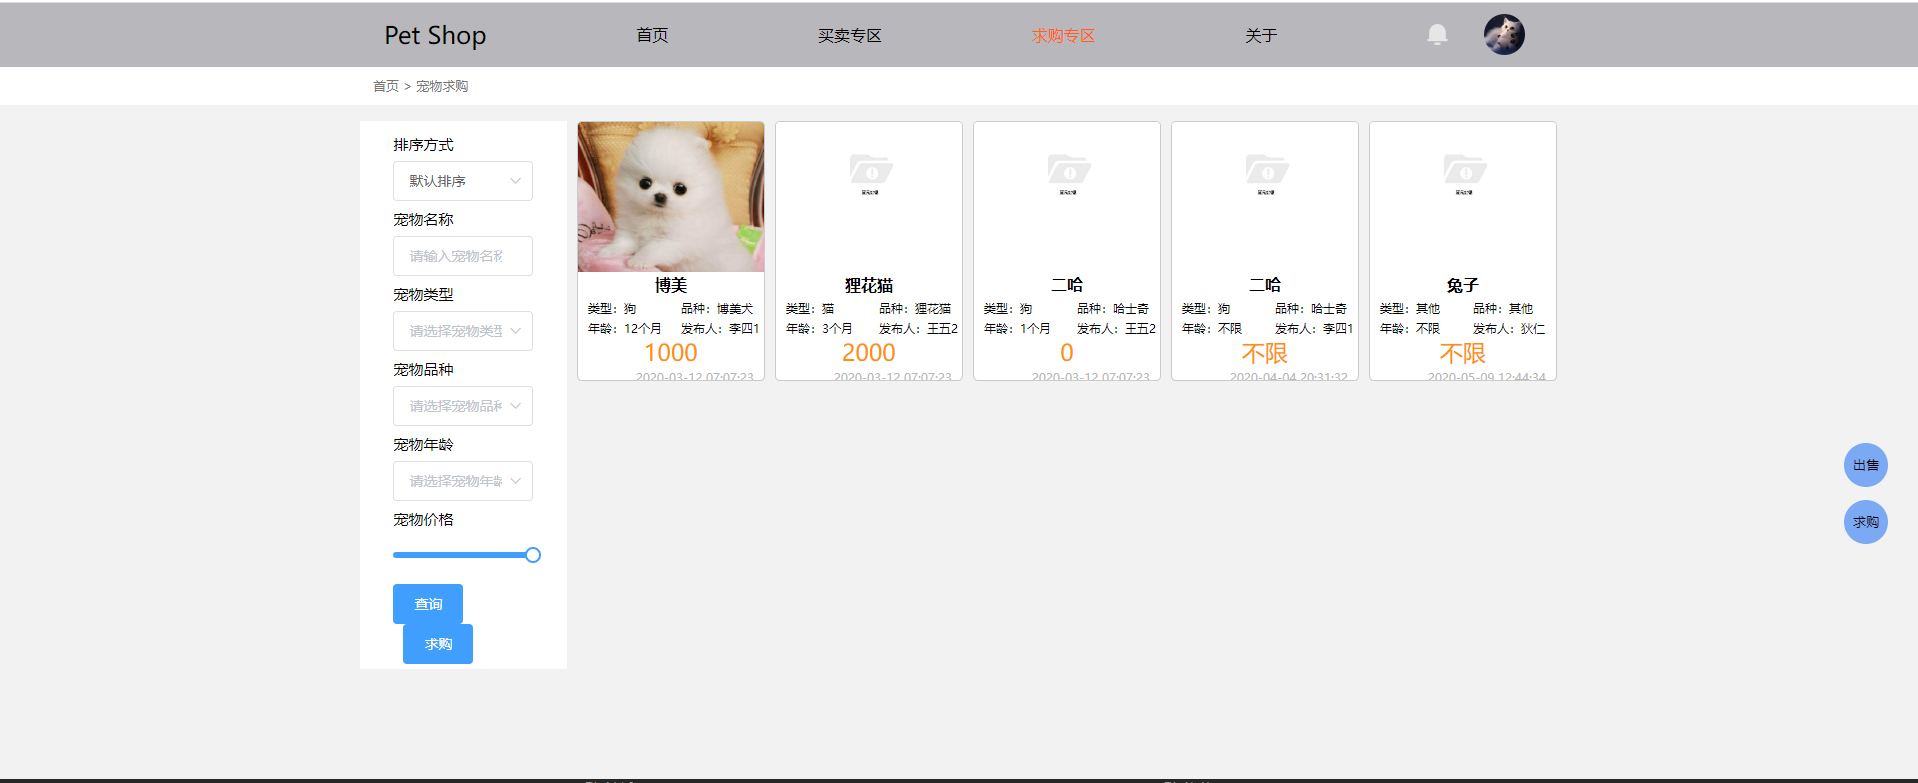 Pet Shop 首页 买卖专区 求购专区 关于
首页 > 宠物求购
排序方式
默认排序
宠物名称
请输入宠物名称
宠物类型
请选择宠物类型
宠物品种
请选择宠物品种
宠物年龄
请选择宠物年龄
宠物价格
查询
求购
博美
类型：狗 品种：博美犬
年龄：12个月 发布人：李四1
1000
2020-03-12 07:07:23
狸花猫
类型：猫 品种：狸花猫
年龄：3个月 发布人：王五2
2000
2020-03-12 07:07:23
二哈
类型：狗 品种：哈士奇
年龄：1个月 发布人：王五2
0
2020-03-12 07:07:23
二哈
类型：狗 品种：哈士奇
年龄：不限 发布人：李四1
不限
2020-04-04 20:31:32
兔子
类型：其他 品种：其他
年龄：不限 发布人：狄仁
不限
2020-05-09 12:44:34
出售
求购